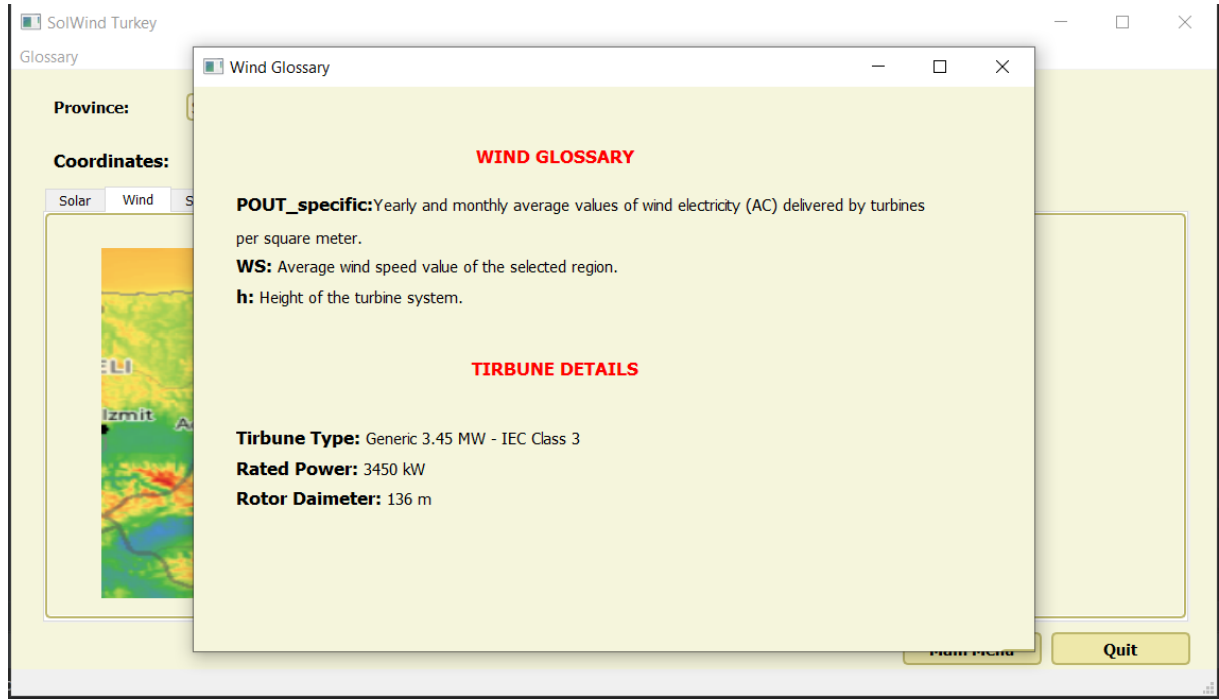 SolWind Turkey
Glossary
Wind Glossary
Province:
Coordinates:
Solar Wind S
WIND GLOSSARY
POUT_specific:Yearly and monthly average values of wind electricity (AC) delivered by turbines
per square meter.
WS: Average wind speed value of the selected region.
h: Height of the turbine system.
ELI
Izmit
TIRBUNE DETAILS
Tirbune Type: Generic 3.45 MW - IEC Class 3
Rated Power: 3450 kW
Rotor Daimeter: 136 m
Main Menu
Quit